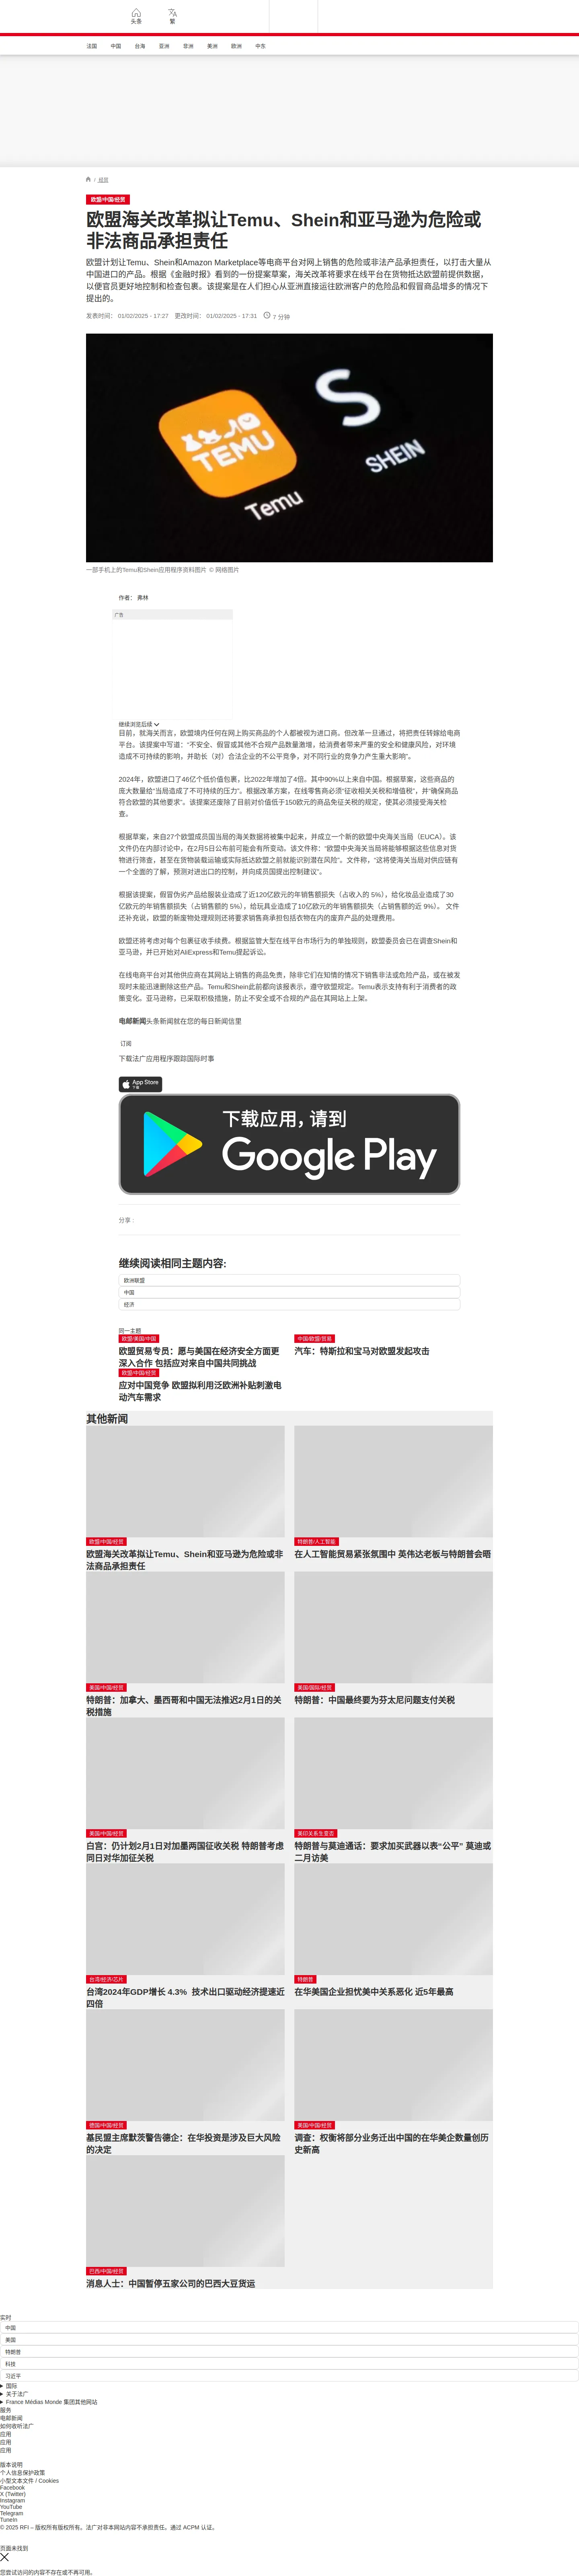 头条
繁
法国 中国 台海 亚洲 非洲 美洲 欧洲 中东
/ 经贸
欧盟/中国/经贸
欧盟海关改革拟让Temu、Shein和亚马逊为危险或
非法商品承担责任
欧盟计划让Temu、Shein和Amazon Marketplace等电商平台对网上销售的危险或非法产品承担责任，以打击大量从
中国进口的产品。根据《金融时报》看到的一份提案草案，海关改革将要求在线平台在货物抵达欧盟前提供数据，
以便官员更好地控制和检查包裹。该提案是在人们担心从亚洲直接运往欧洲客户的危险品和假冒商品增多的情况下
提出的。
发表时间： 01/02/2025 - 17:27 更改时间： 01/02/2025 - 17:31 7 分钟
TEMU
Temu
SHEIN
一部手机上的Temu和Shein应用程序资料图片 © 网络图片
作者： 弗林
广告
继续浏览后续
目前，就海关而言，欧盟境内任何在网上购买商品的个人都被视为进口商。但改革一旦通过，将把责任转嫁给电商
平台。该提案中写道：“不安全、假冒或其他不合规产品数量激增，给消费者带来严重的安全和健康风险，对环境
造成不可持续的影响，并助长（对）合法企业的不公平竞争，对不同行业的竞争力产生重大影响”。
2024年，欧盟进口了46亿个低价值包裹，比2022年增加了4倍。其中90%以上来自中国。根据草案，这些商品的
庞大数量给“当局造成了不可持续的压力”。根据改革方案，在线零售商必须“征收相关关税和增值税”，并“确保商品
符合欧盟的其他要求”。该提案还废除了目前对价值低于150欧元的商品免征关税的规定，使其必须接受海关检
查。
根据草案，来自27个欧盟成员国当局的海关数据将被集中起来，并成立一个新的欧盟中央海关当局（EUCA）。该
文件仍在内部讨论中，在2月5日公布前可能会有所变动。该文件称：“欧盟中央海关当局将能够根据这些信息对货
物进行筛查，甚至在货物装载运输或实际抵达欧盟之前就能识别潜在风险”。文件称，“这将使海关当局对供应链有
一个全面的了解，预测对进出口的控制，并向成员国提出控制建议”。
根据该提案，假冒伪劣产品给服装业造成了近120亿欧元的年销售额损失（占收入的 5%），给化妆品业造成了30
亿欧元的年销售额损失（占销售额的 5%），给玩具业造成了10亿欧元的年销售额损失（占销售额的近 9%）。 文件
还补充说，欧盟的新废物处理规则还将要求销售商承担包括衣物在内的废弃产品的处理费用。
欧盟还将考虑对每个包裹征收手续费。根据监管大型在线平台市场行为的单独规则，欧盟委员会已在调查Shein和
亚马逊，并已开始对AliExpress和Temu提起诉讼。
在线电商平台对其他供应商在其网站上销售的商品免责，除非它们在知情的情况下销售非法或危险产品，或在被发
现时未能迅速删除这些产品。Temu和Shein此前都向该报表示，遵守欧盟规定。Temu表示支持有利于消费者的政
策变化。亚马逊称，已采取积极措施，防止不安全或不合规的产品在其网站上上架。
电邮新闻头条新闻就在您的每日新闻信里
订阅
下载法广应用程序跟踪国际时事
App Store
下载
下载应用，请到
Google Play
分享 :
继续阅读相同主题内容:
欧洲联盟
中国
经济
同一主题
欧盟/美国/中国
欧盟贸易专员：愿与美国在经济安全方面更
深入合作 包括应对来自中国共同挑战
中国/欧盟/贸易
汽车：特斯拉和宝马对欧盟发起攻击
欧盟/中国/经贸
应对中国竞争 欧盟拟利用泛欧洲补贴刺激电
动汽车需求
其他新闻
欧盟/中国/经贸
欧盟海关改革拟让Temu、Shein和亚马逊为危险或非
法商品承担责任
特朗普/人工智能
在人工智能贸易紧张氛围中 英伟达老板与特朗普会晤
美国/中国/经贸
特朗普：加拿大、墨西哥和中国无法推迟2月1日的关
税措施
美国/国际/经贸
特朗普：中国最终要为芬太尼问题支付关税
美国/中国/经贸
白宫：仍计划2月1日对加墨两国征收关税 特朗普考虑
同日对华加征关税
美印关系生变否
特朗普与莫迪通话：要求加买武器以表“公平” 莫迪或
二月访美
台湾/经济/芯片
台湾2024年GDP增长 4.3% 技术出口驱动经济提速近
四倍
特朗普
在华美国企业担忧美中关系恶化 近5年最高
德国/中国/经贸
基民盟主席默茨警告德企：在华投资是涉及巨大风险
的决定
美国/中国/经贸
调查：权衡将部分业务迁出中国的在华美企数量创历
史新高
巴西/中国/经贸
消息人士：中国暂停五家公司的巴西大豆货运
实时
中国
美国
特朗普
科技
习近平
国际
关于法广
France Médias Monde 集团其他网站
服务
电邮新闻
如何收听法广
应用
应用
应用
版本说明
个人信息保护政策
小型文本文件 / Cookies
Facebook
X (Twitter)
Instagram
YouTube
Telegram
TuneIn
© 2025 RFI – 版权所有版权所有。法广对非本网站内容不承担责任。通过 ACPM 认证。
页面未找到
您尝试访问的内容不存在或不再可用。